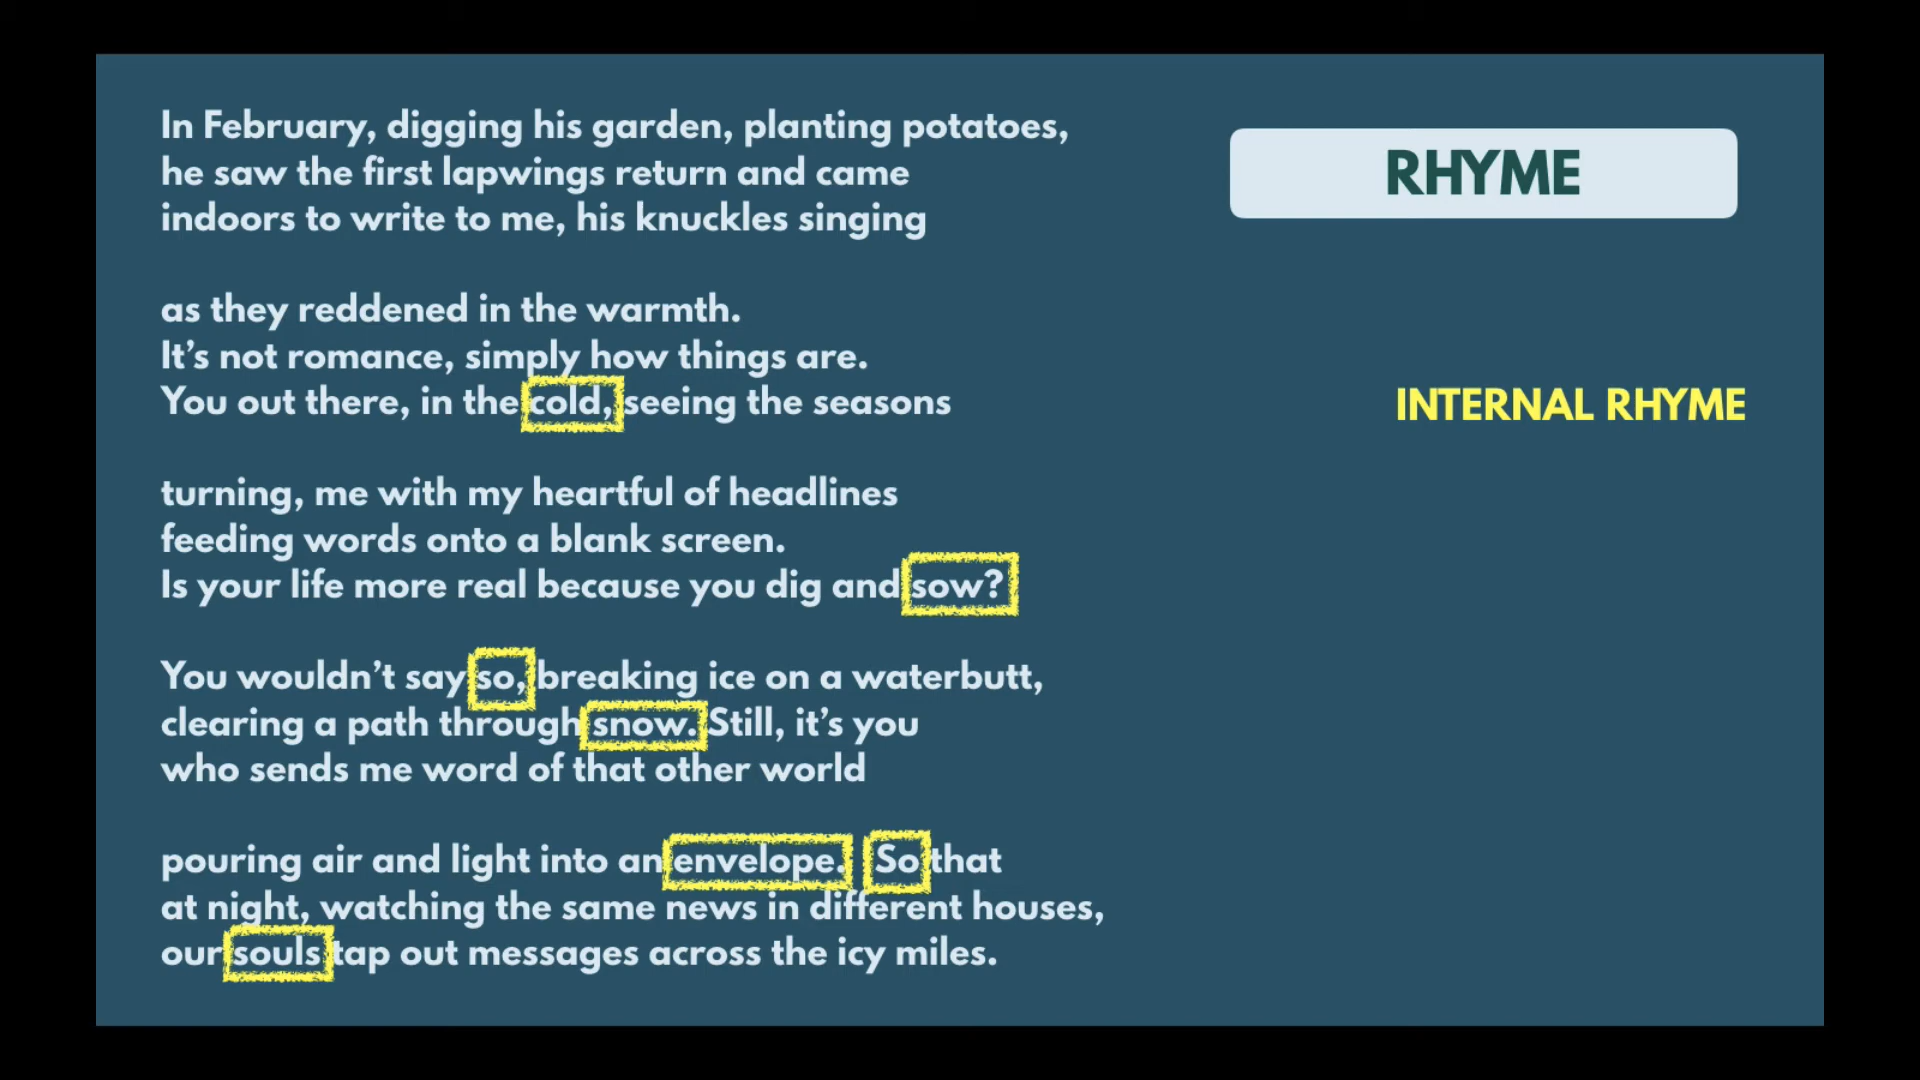 In February, digging his garden, planting potatoes,
he saw the first lapwings return and came
indoors to write to me, his knuckles singing
as they reddened in the warmth.
It's not romance, simply how things are.
You out there, in the cold, seeing the seasons
turning, me with my heartful of headlines
feeding words onto a blank screen.
Is your life more real because you dig and sow?
You wouldn't say so, breaking ice on a waterbutt,
clearing a path through snow. Still, it's you
who sends me word of that other world
pouring air and light into an envelope. So that
at night, watching the same news in different houses,
our souls tap out messages across the icy miles.
RHYME
INTERNAL RHYME